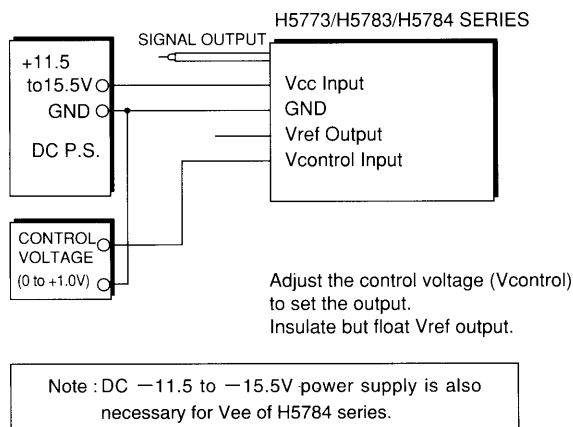 H5773/H5783/H5784 SERIES
SIGNAL OUTPUT
+11.5
to15.5V
GND
DC P.S.
Vcc Input
GND
Vref Output
Vcontrol Input
CONTROL
VOLTAGE
(0 to +1.0V)
Adjust the control voltage (Vcontrol)
to set the output.
Insulate but float Vref output.
Note : DC －11.5 to －15.5V power supply is also
necessary for Vee of H5784 series.